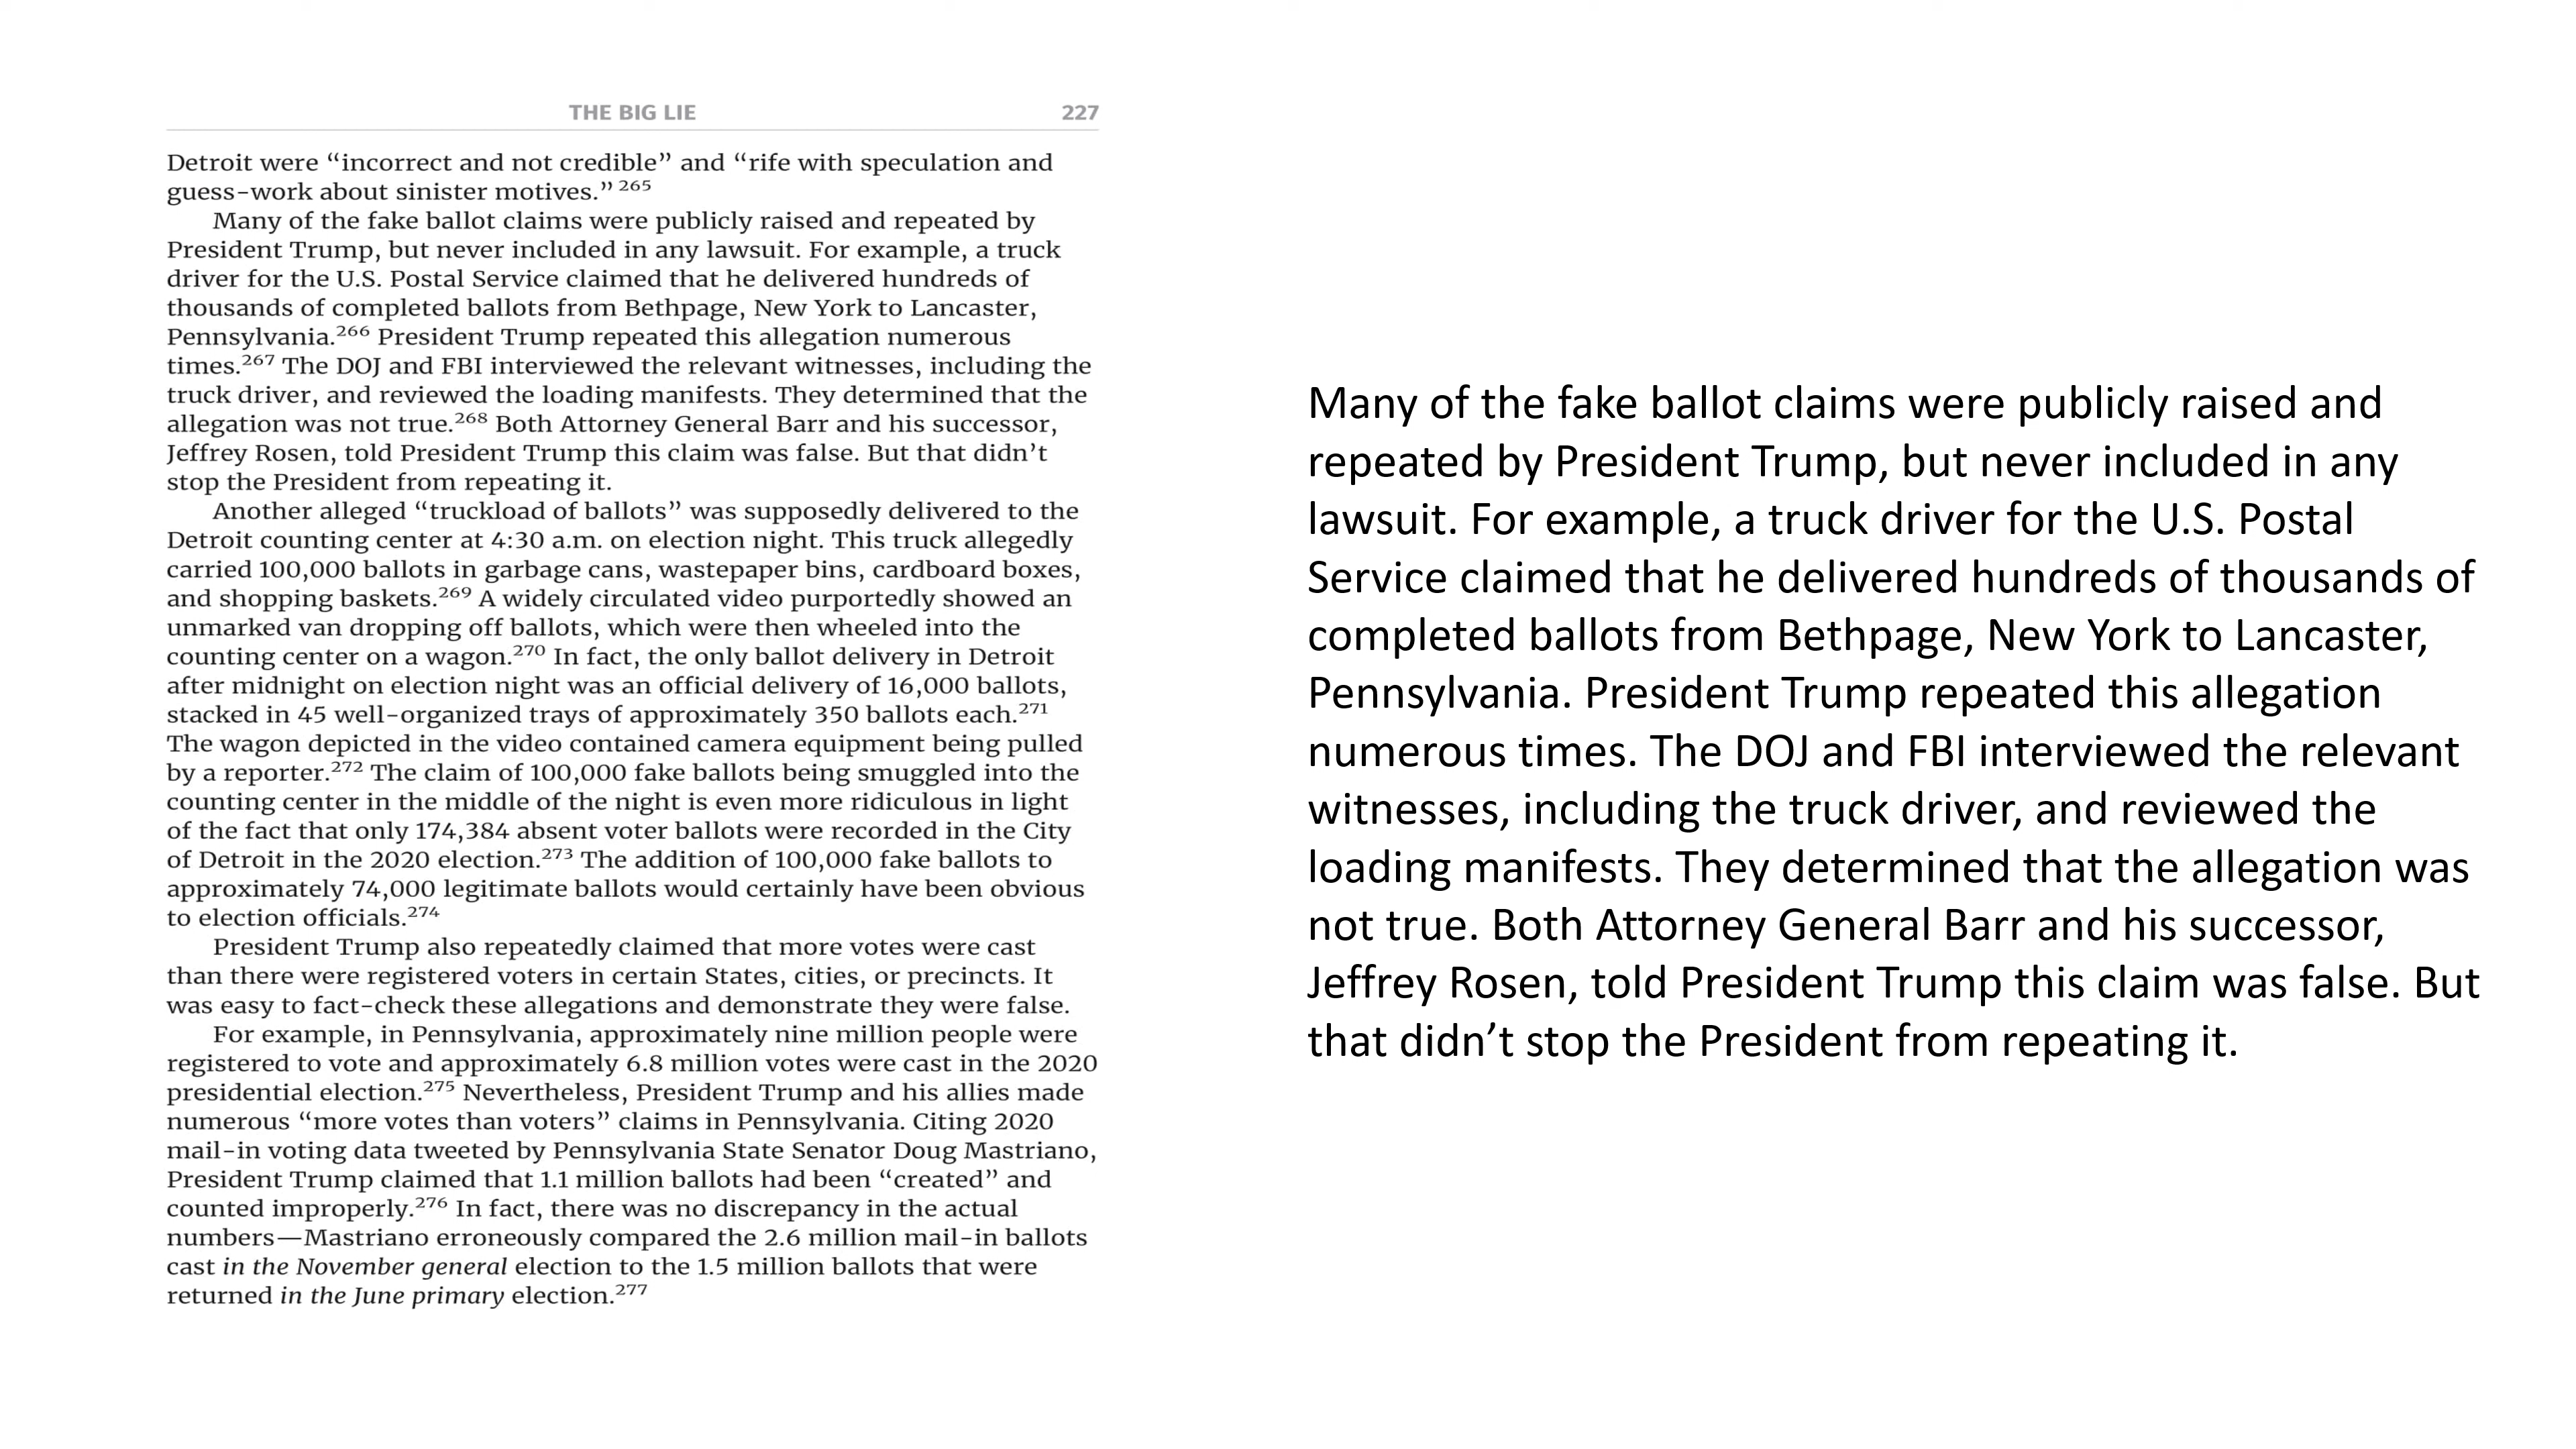 THE BIG LIE 227
Detroit were “incorrect and not credible” and “rife with speculation and
guess-work about sinister motives.” 265
Many of the fake ballot claims were publicly raised and repeated by
President Trump, but never included in any lawsuit. For example, a truck
driver for the U.S. Postal Service claimed that he delivered hundreds of
thousands of completed ballots from Bethpage, New York to Lancaster,
Pennsylvania.266 President Trump repeated this allegation numerous
times.267 The DOJ and FBI interviewed the relevant witnesses, including the
truck driver, and reviewed the loading manifests. They determined that the
allegation was not true.268 Both Attorney General Barr and his successor,
Jeffrey Rosen, told President Trump this claim was false. But that didn’t
stop the President from repeating it.
Another alleged “truckload of ballots” was supposedly delivered to the
Detroit counting center at 4:30 a.m. on election night. This truck allegedly
carried 100,000 ballots in garbage cans, wastepaper bins, cardboard boxes,
and shopping baskets.269 A widely circulated video purportedly showed an
unmarked van dropping off ballots, which were then wheeled into the
counting center on a wagon.270 In fact, the only ballot delivery in Detroit
after midnight on election night was an official delivery of 16,000 ballots,
stacked in 45 well-organized trays of approximately 350 ballots each.271
The wagon depicted in the video contained camera equipment being pulled
by a reporter.272 The claim of 100,000 fake ballots being smuggled into the
counting center in the middle of the night is even more ridiculous in light
of the fact that only 174,384 absent voter ballots were recorded in the City
of Detroit in the 2020 election.273 The addition of 100,000 fake ballots to
approximately 74,000 legitimate ballots would certainly have been obvious
to election officials.274
President Trump also repeatedly claimed that more votes were cast
than there were registered voters in certain States, cities, or precincts. It
was easy to fact-check these allegations and demonstrate they were false.
For example, in Pennsylvania, approximately nine million people were
registered to vote and approximately 6.8 million votes were cast in the 2020
presidential election.275 Nevertheless, President Trump and his allies made
numerous “more votes than voters” claims in Pennsylvania. Citing 2020
mail-in voting data tweeted by Pennsylvania State Senator Doug Mastriano,
President Trump claimed that 1.1 million ballots had been “created” and
counted improperly.276 In fact, there was no discrepancy in the actual
numbers—Mastriano erroneously compared the 2.6 million mail-in ballots
cast in the November general election to the 1.5 million ballots that were
returned in the June primary election.277
Many of the fake ballot claims were publicly raised and
repeated by President Trump, but never included in any
lawsuit. For example, a truck driver for the U.S. Postal
Service claimed that he delivered hundreds of thousands of
completed ballots from Bethpage, New York to Lancaster,
Pennsylvania. President Trump repeated this allegation
numerous times. The DOJ and FBI interviewed the relevant
witnesses, including the truck driver, and reviewed the
loading manifests. They determined that the allegation was
not true. Both Attorney General Barr and his successor,
Jeffrey Rosen, told President Trump this claim was false. But
that didn’t stop the President from repeating it.